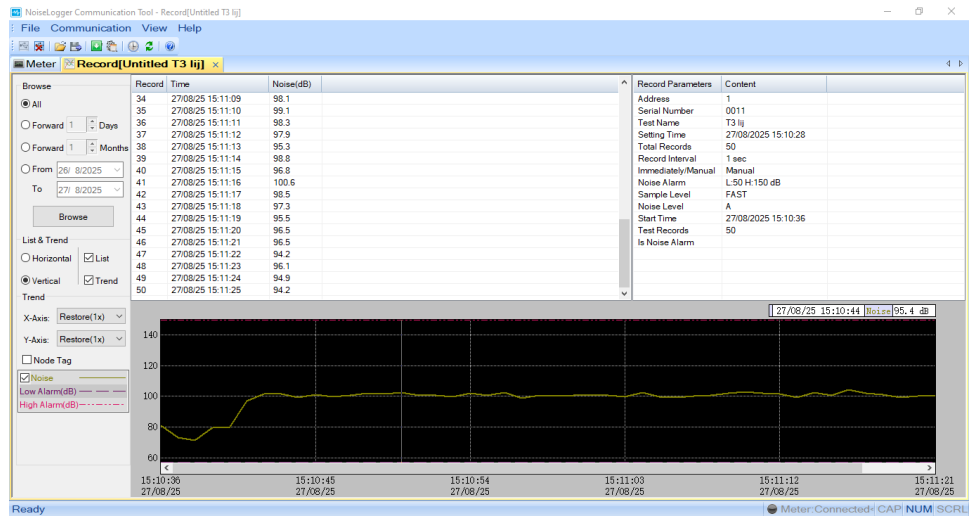 NoiseLogger Communication Tool - Record[Untitled T3 lij]
File Communication View Help
Meter Record[Untitled T3 lij] ×
Browse
All
Forward 1 Days
Forward 1 Months
From 26/ 8/2025
To 27/ 8/2025
Browse
List & Trend
Horizontal List
Vertical Trend
Trend
X-Axis: Restore(1x)
Y-Axis: Restore(1x)
Node Tag
Noise
Low Alarm(dB)
High Alarm(dB)
Record Time Noise(dB)
34 27/08/25 15:11:09 98.1
35 27/08/25 15:11:10 99.1
36 27/08/25 15:11:11 98.3
37 27/08/25 15:11:12 97.9
38 27/08/25 15:11:13 95.3
39 27/08/25 15:11:14 98.8
40 27/08/25 15:11:15 96.8
41 27/08/25 15:11:16 100.6
42 27/08/25 15:11:17 98.5
43 27/08/25 15:11:18 97.3
44 27/08/25 15:11:19 95.5
45 27/08/25 15:11:20 96.5
46 27/08/25 15:11:21 96.5
47 27/08/25 15:11:22 94.2
48 27/08/25 15:11:23 96.1
49 27/08/25 15:11:24 94.9
50 27/08/25 15:11:25 94.2
Record Parameters Content
Address 1
Serial Number 0011
Test Name T3 lij
Setting Time 27/08/2025 15:10:28
Total Records 50
Record Interval 1 sec
Immediately/Manual Manual
Noise Alarm L:50 H:150 dB
Sample Level FAST
Noise Level A
Start Time 27/08/2025 15:10:36
Test Records 50
Is Noise Alarm
27/08/25 15:10:44 Noise 95.4 dB
140
120
100
80
60
15:10:36 15:10:45 15:10:54 15:11:03 15:11:12 15:11:21
27/08/25 27/08/25 27/08/25 27/08/25 27/08/25 27/08/25
Ready Meter:Connected CAP NUM SCRL